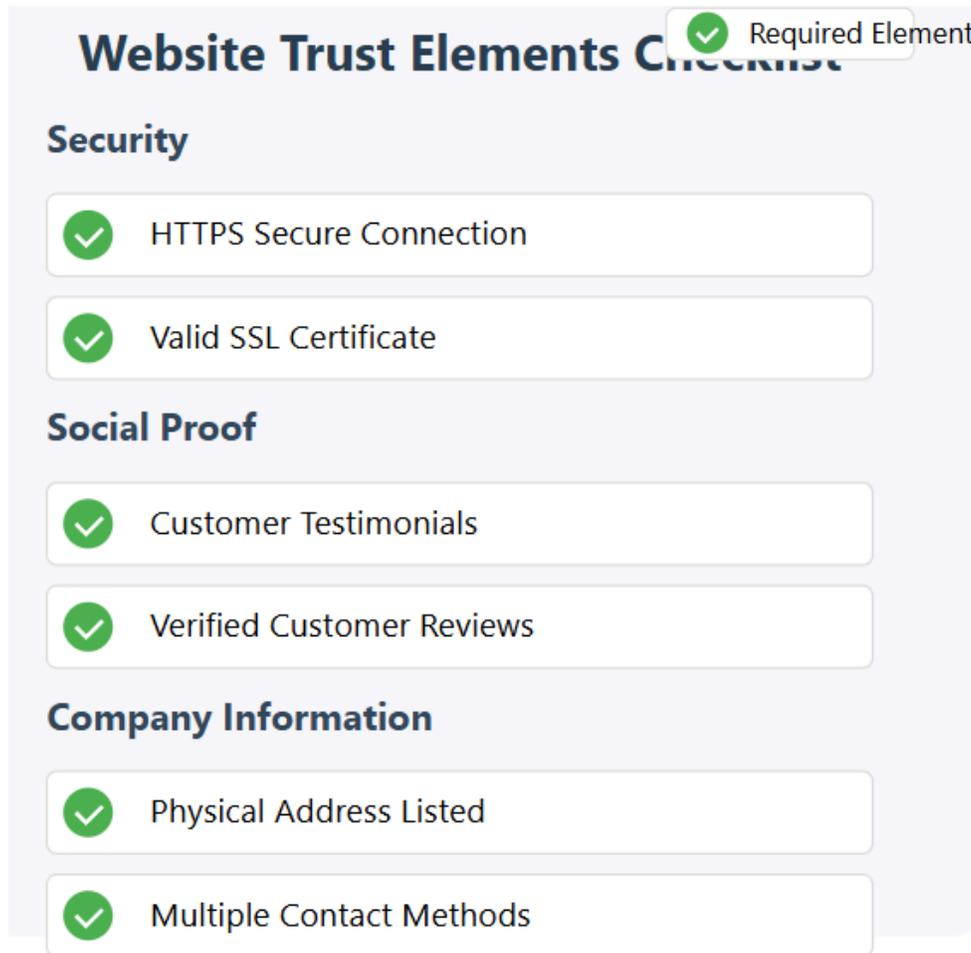 Website Trust Elements Checklist
Required Element
Security
HTTPS Secure Connection
Valid SSL Certificate
Social Proof
Customer Testimonials
Verified Customer Reviews
Company Information
Physical Address Listed
Multiple Contact Methods